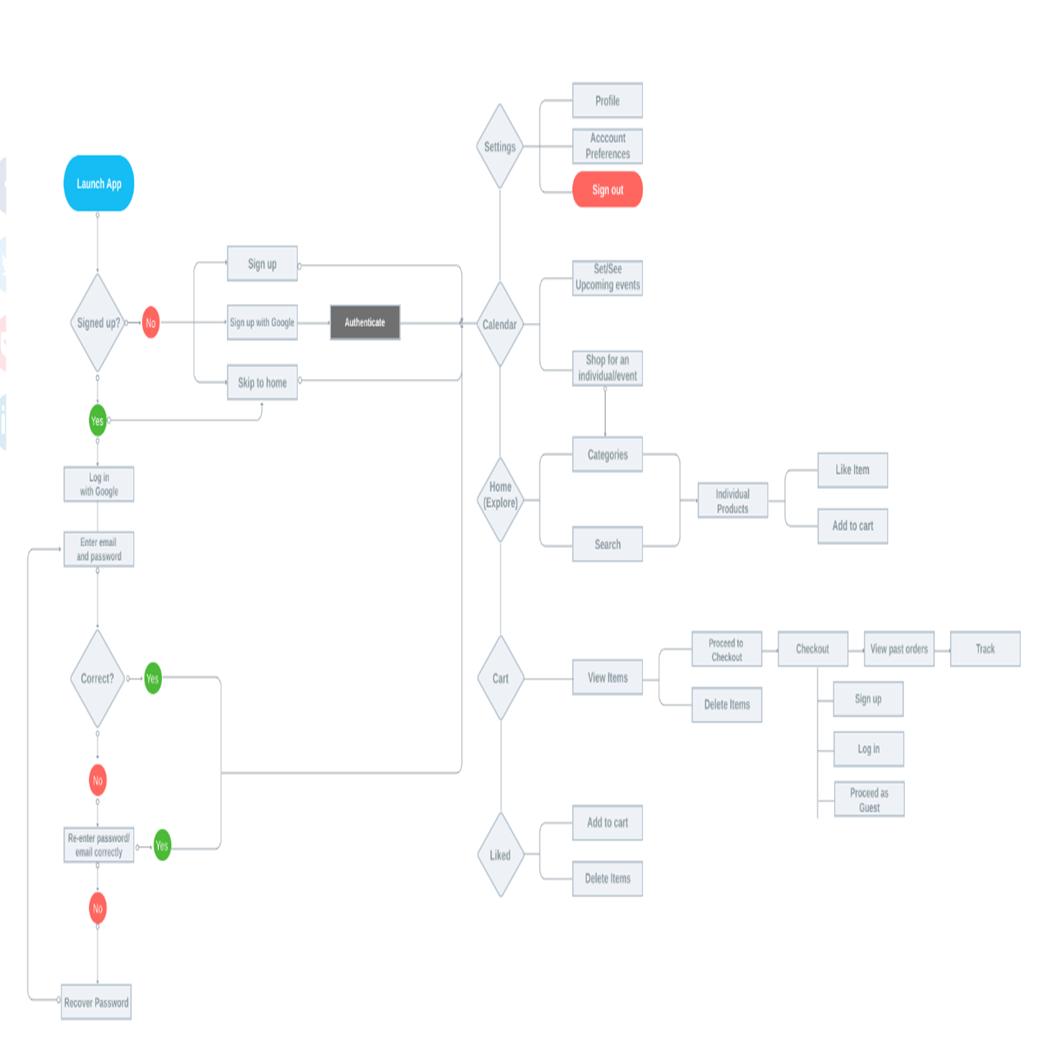 Launch App
Signed up?
No
Yes
Sign up
Sign up with Google
Skip to home
Authenticate
Log in
with Google
Enter email
and password
Correct?
Yes
No
Re-enter password/
email correctly
Yes
No
Recover Password
Settings
Profile
Acccount
Preferences
Sign out
Calendar
Set/See
Upcoming events
Shop for an
individual/event
Home
(Explore)
Categories
Search
Individual
Products
Like Item
Add to cart
Cart
View Items
Proceed to
Checkout
Delete Items
Checkout
View past orders
Track
Sign up
Log in
Proceed as
Guest
Liked
Add to cart
Delete Items